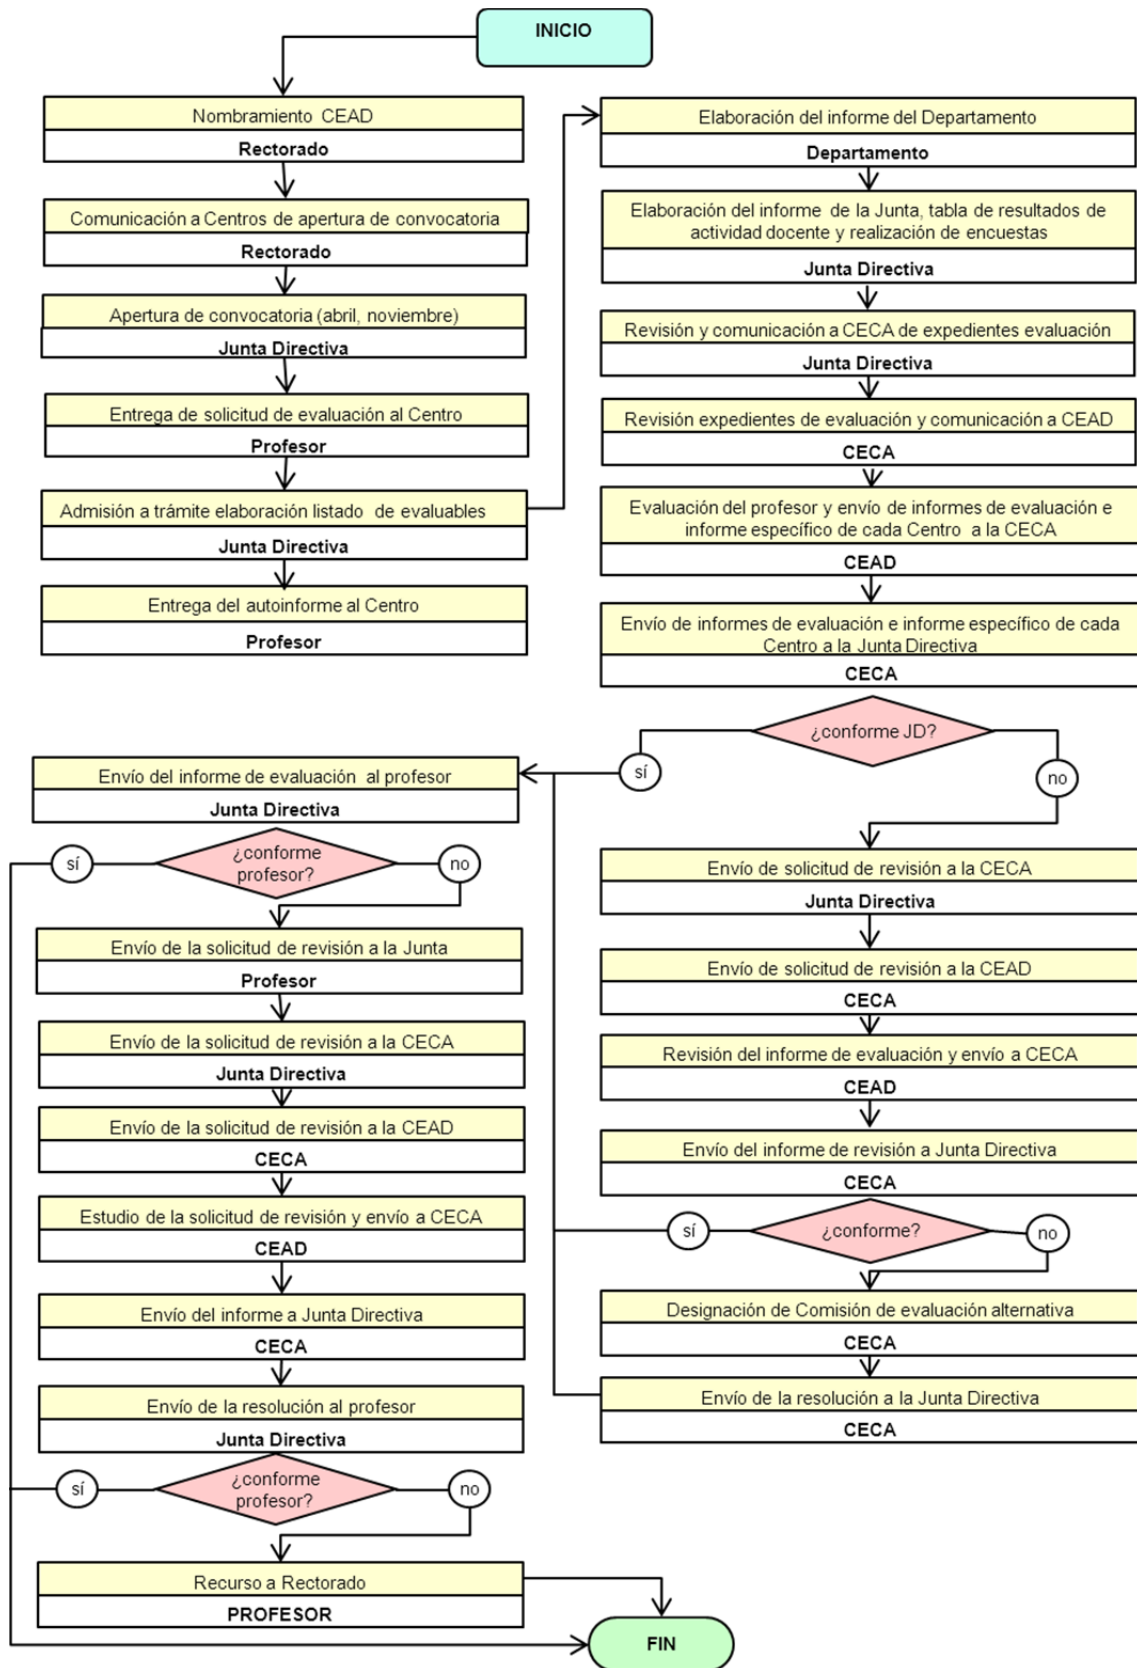 INICIO
Nombramiento CEAD
Rectorado
Comunicación a Centros de apertura de convocatoria
Rectorado
Apertura de convocatoria (abril, noviembre)
Junta Directiva
Entrega de solicitud de evaluación al Centro
Profesor
Admisión a trámite elaboración listado de evaluables
Junta Directiva
Entrega del autoinforme al Centro
Profesor
Elaboración del informe del Departamento
Departamento
Elaboración del informe de la Junta, tabla de resultados de
actividad docente y realización de encuestas
Junta Directiva
Revisión y comunicación a CECA de expedientes evaluación
Junta Directiva
Revisión expedientes de evaluación y comunicación a CEAD
CECA
Evaluación del profesor y envío de informes de evaluación e
informe específico de cada Centro a la CECA
CEAD
Envío de informes de evaluación e informe específico de cada
Centro a la Junta Directiva
CECA
¿conforme JD?
sí
no
Envío de solicitud de revisión a la CECA
Junta Directiva
Envío de solicitud de revisión a la CEAD
CECA
Revisión del informe de evaluación y envío a CECA
CEAD
Envío del informe de revisión a Junta Directiva
CECA
¿conforme?
sí
no
Designación de Comisión de evaluación alternativa
CECA
Envío de la resolución a la Junta Directiva
CECA
Envío del informe de evaluación al profesor
Junta Directiva
¿conforme
profesor?
sí
no
Envío de la solicitud de revisión a la Junta
Profesor
Envío de la solicitud de revisión a la CECA
Junta Directiva
Envío de la solicitud de revisión a la CEAD
CECA
Estudio de la solicitud de revisión y envío a CECA
CEAD
Envío del informe a Junta Directiva
CECA
Envío de la resolución al profesor
Junta Directiva
¿conforme
profesor?
sí
no
Recurso a Rectorado
PROFESOR
FIN